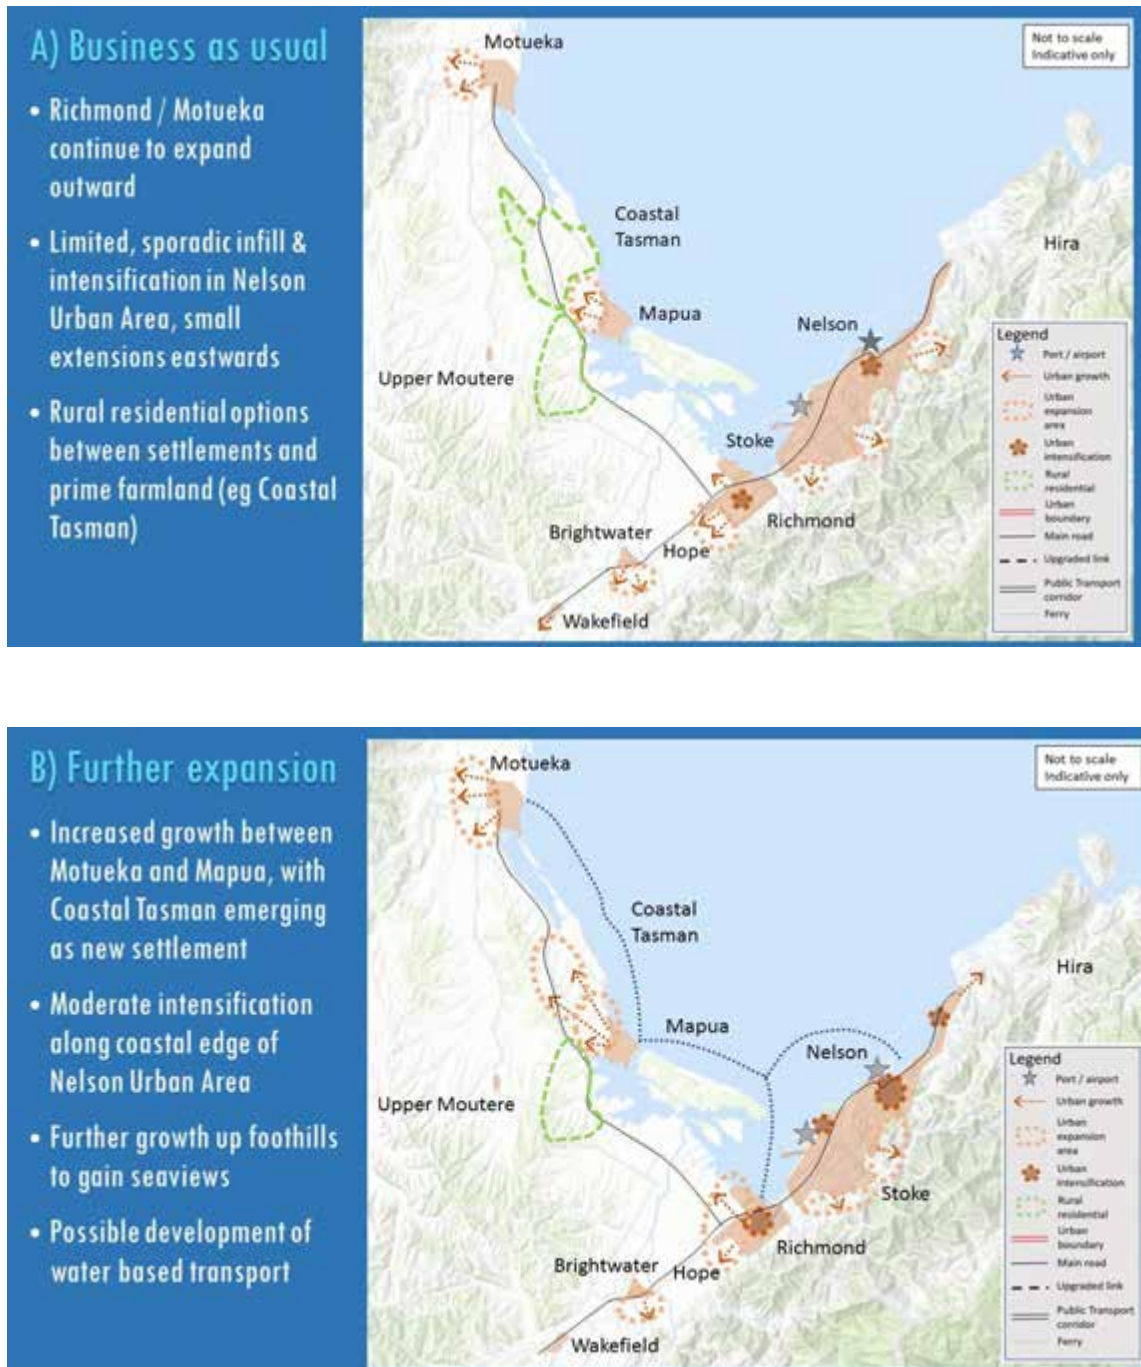 A) Business as usual
• Richmond / Motueka
continue to expand
outward
• Limited, sporadic infill &
intensification in Nelson
Urban Area, small
extensions eastwards
• Rural residential options
between settlements and
prime farmland (eg Coastal
Tasman)
Motueka
Not to scale
Indicative only
Coastal
Tasman
Hira
Mapua
Nelson
Upper Moutere
Stoke
Brightwater
Hope
Richmond
Wakefield
Legend
Port / airport
Urban growth
Urban
expansion
area
Urban
intensification
Rural
residential
Urban
boundary
Main road
Upgraded link
Public Transport
corridor
Ferry
B) Further expansion
• Increased growth between
Motueka and Mapua, with
Coastal Tasman emerging
as new settlement
• Moderate intensification
along coastal edge of
Nelson Urban Area
• Further growth up foothills
to gain seaviews
• Possible development of
water based transport
Motueka
Not to scale
Indicative only
Coastal
Tasman
Hira
Mapua
Nelson
Upper Moutere
Stoke
Richmond
Brightwater
Hope
Wakefield
Legend
Port / airport
Urban growth
Urban
expansion
area
Urban
intensification
Rural
residential
Urban
boundary
Main road
Upgraded link
Public Transport
corridor
Ferry